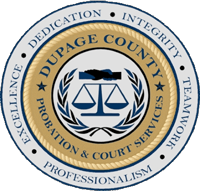 • EXCELLENCE • DEDICATION • INTEGRITY • TEAMWORK • PROFESSIONALISM
DUPAGE COUNTY
PROBATION & COURT SERVICES